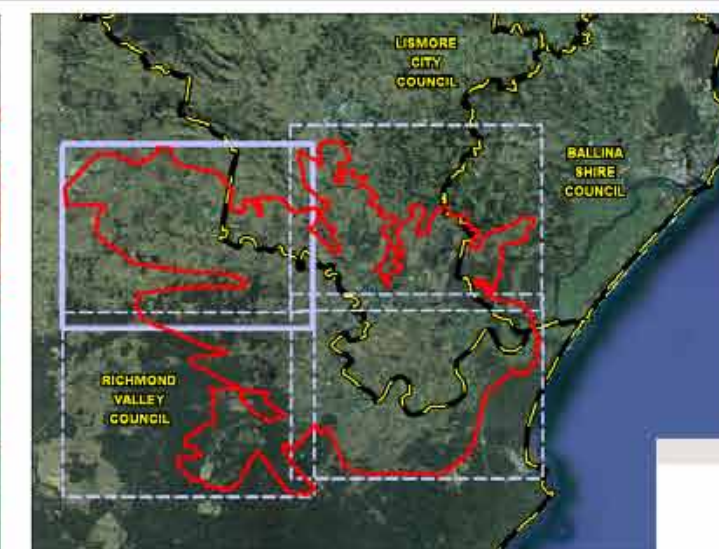 LISMORE
CITY
COUNCIL
BALLINA
SHIRE
COUNCIL
RICHMOND
VALLEY
COUNCIL